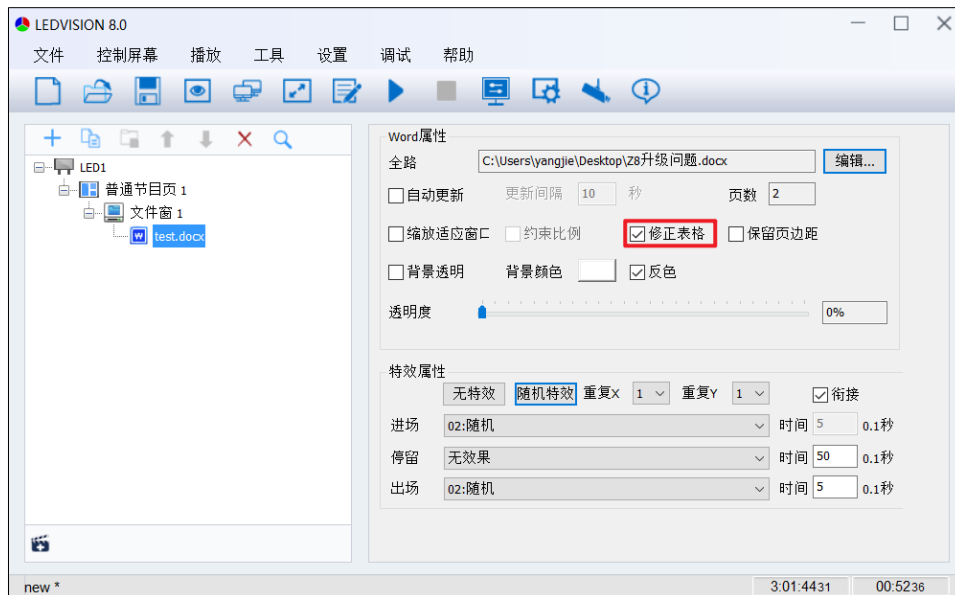 LEDVISION 8.0
文件 控制屏幕 播放 工具 设置 调试 帮助
LED1
普通节目页 1
文件窗 1
test.docx
Word属性
全路 C:\Users\yangjie\Desktop\Z8升级问题.docx 编辑...
自动更新 更新间隔 10 秒 页数 2
缩放适应窗口 约束比例 修正表格 保留页边距
背景透明 背景颜色 反色
透明度 0%
特效属性
无特效 随机特效 重复X 1 重复Y 1 衔接
进场 02:随机 时间 5 0.1秒
停留 无效果 时间 50 0.1秒
出场 02:随机 时间 5 0.1秒
new * 3:01:4431 00:5236